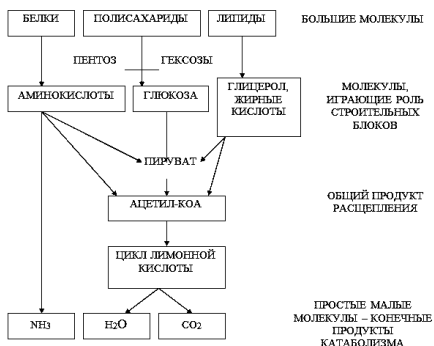 БЕЛКИ ПОЛИСАХАРИДЫ ЛИПИДЫ БОЛЬШИЕ МОЛЕКУЛЫ
ПЕНТОЗ ГЕКСОЗЫ
АМИНОКИСЛОТЫ ГЛЮКОЗА
ГЛИЦЕРОЛ,
ЖИРНЫЕ
КИСЛОТЫ
МОЛЕКУЛЫ,
ИГРАЮЩИЕ РОЛЬ
СТРОИТЕЛЬНЫХ
БЛОКОВ
ПИРУВАТ
АЦЕТИЛ-КОА
ОБЩИЙ ПРОДУКТ
РАСЩЕПЛЕНИЯ
ЦИКЛ ЛИМОННОЙ
КИСЛОТЫ
NH3 H2O CO2
ПРОСТЫЕ МАЛЫЕ
МОЛЕКУЛЫ – КОНЕЧНЫЕ
ПРОДУКТЫ
КАТАБОЛИЗМА